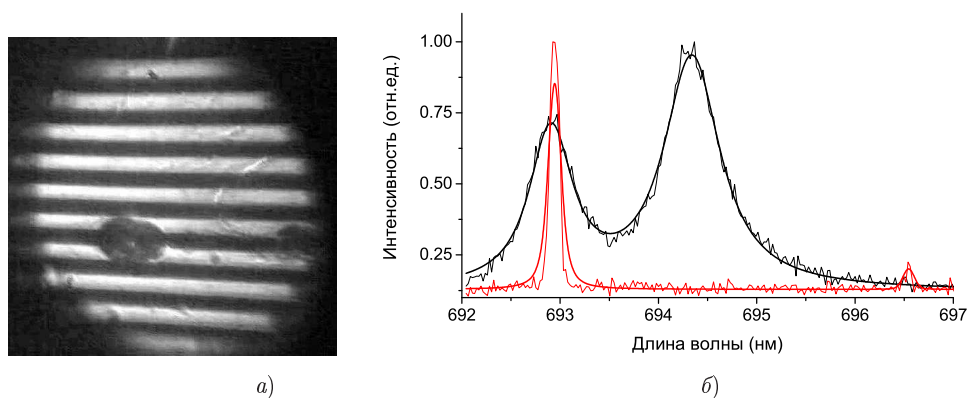 Интенсивность (отн.ед.)
1.00
0.75
0.50
0.25
692 693 694 695 696 697
Длина волны (нм)
а) б)